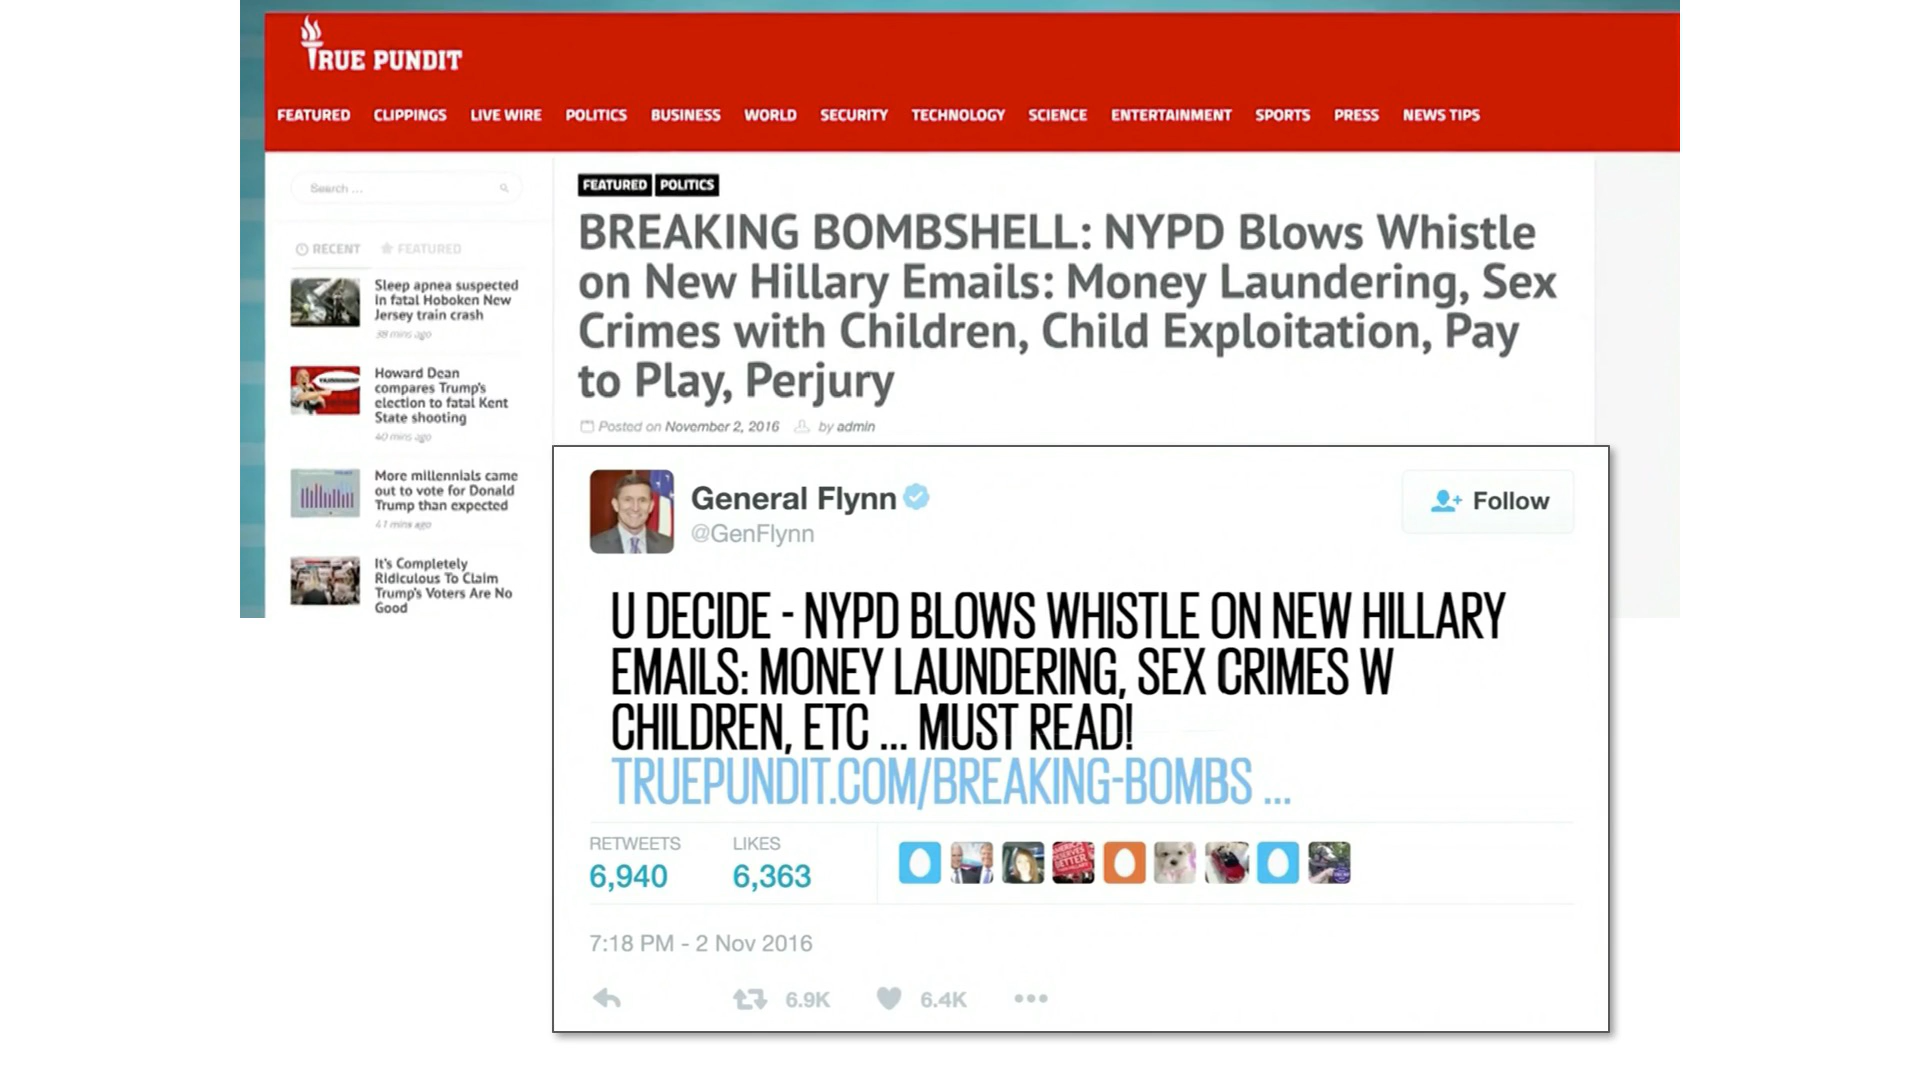 TRUE PUNDIT
FEATURED CLIPPINGS LIVE WIRE POLITICS BUSINESS WORLD SECURITY TECHNOLOGY SCIENCE ENTERTAINMENT SPORTS PRESS NEWS TIPS
Search ...
RECENT FEATURED
Sleep apnea suspected
in fatal Hoboken New
Jersey train crash
38 mins ago
Howard Dean
compares Trump's
election to fatal Kent
State shooting
40 mins ago
More millennials came
out to vote for Donald
Trump than expected
41 mins ago
It's Completely
Ridiculous To Claim
Trump's Voters Are No
Good
FEATURED POLITICS
BREAKING BOMBSHELL: NYPD Blows Whistle
on New Hillary Emails: Money Laundering, Sex
Crimes with Children, Child Exploitation, Pay
to Play, Perjury
Posted on November 2, 2016 by admin
General Flynn
@GenFlynn
Follow
U DECIDE - NYPD BLOWS WHISTLE ON NEW HILLARY
EMAILS: MONEY LAUNDERING, SEX CRIMES W
CHILDREN, ETC ... MUST READ!
TRUEPUNDIT.COM/BREAKING-BOMBS ...
RETWEETS LIKES
6,940 6,363
7:18 PM - 2 Nov 2016
6.9K 6.4K